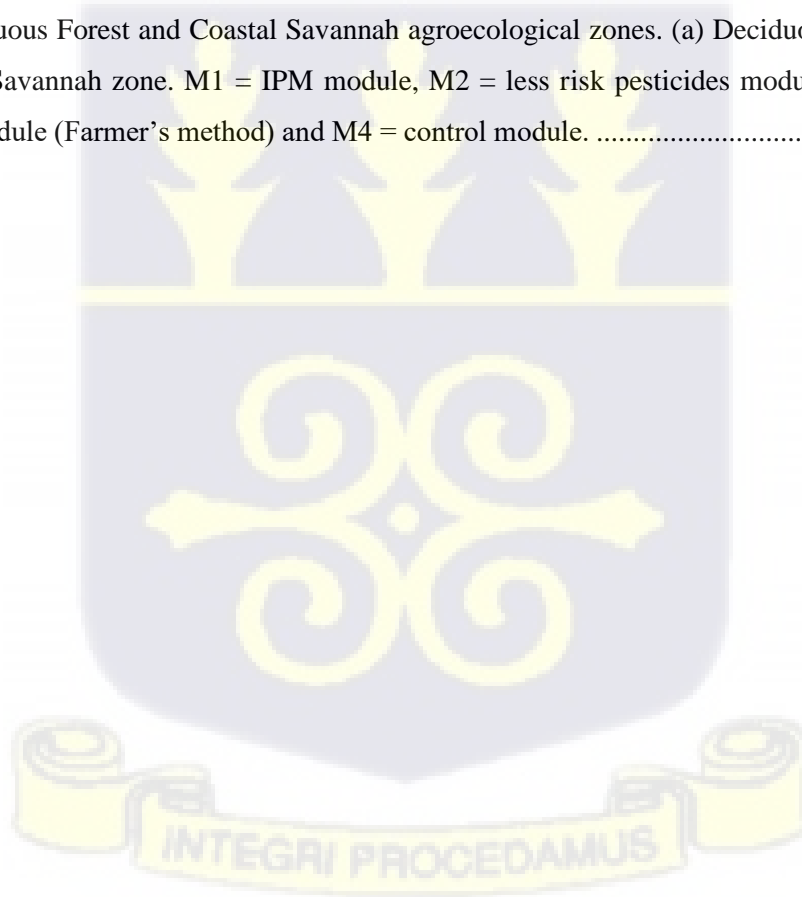 uous Forest and Coastal Savannah agroecological zones. (a) Deciduo
Savannah zone. M1 = IPM module, M2 = less risk pesticides modu
dule (Farmer’s method) and M4 = control module. ............................
INTEGRI PROCEDAMUS